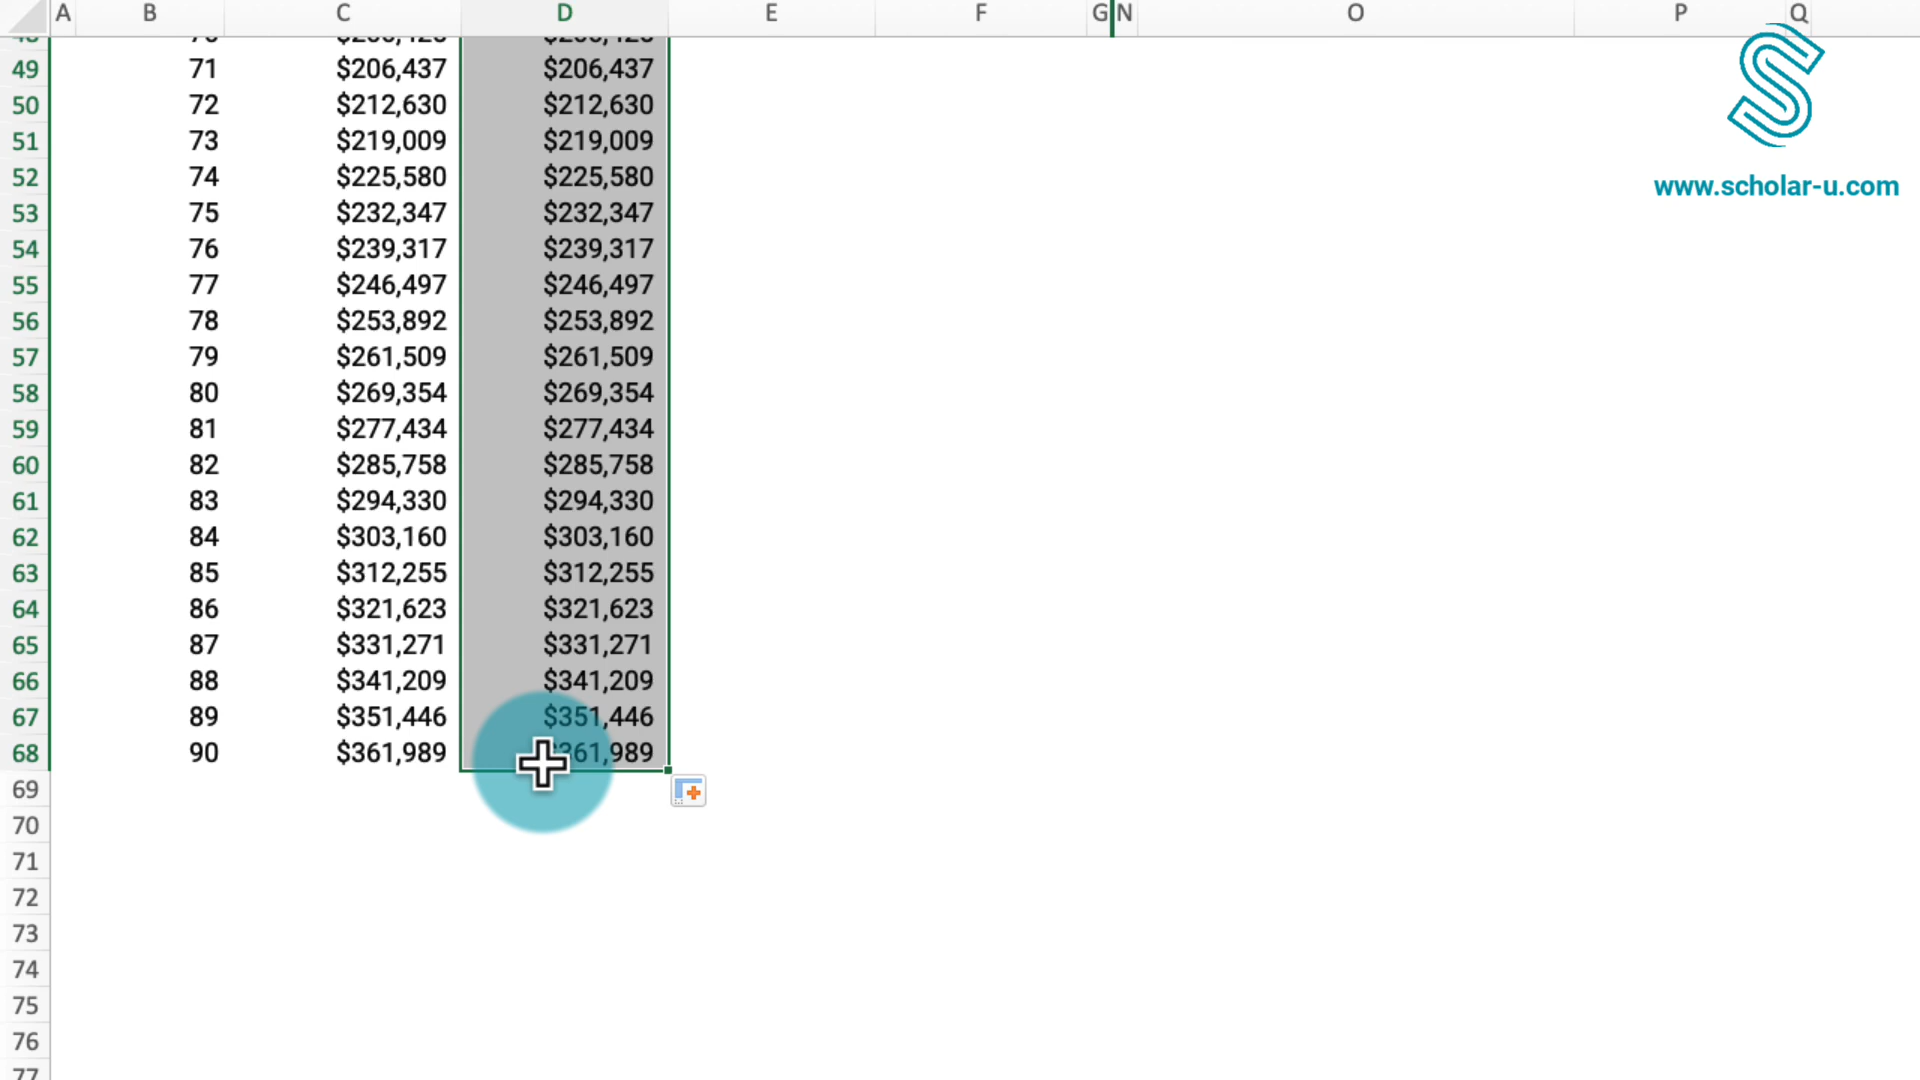 A B C D E F G N O P Q
49 71 $206,437 $206,437
50 72 $212,630 $212,630
51 73 $219,009 $219,009
52 74 $225,580 $225,580
53 75 $232,347 $232,347
54 76 $239,317 $239,317
55 77 $246,497 $246,497
56 78 $253,892 $253,892
57 79 $261,509 $261,509
58 80 $269,354 $269,354
59 81 $277,434 $277,434
60 82 $285,758 $285,758
61 83 $294,330 $294,330
62 84 $303,160 $303,160
63 85 $312,255 $312,255
64 86 $321,623 $321,623
65 87 $331,271 $331,271
66 88 $341,209 $341,209
67 89 $351,446 $351,446
68 90 $361,989
69
70
71
72
73
74
75
76
77
www.scholar-u.com